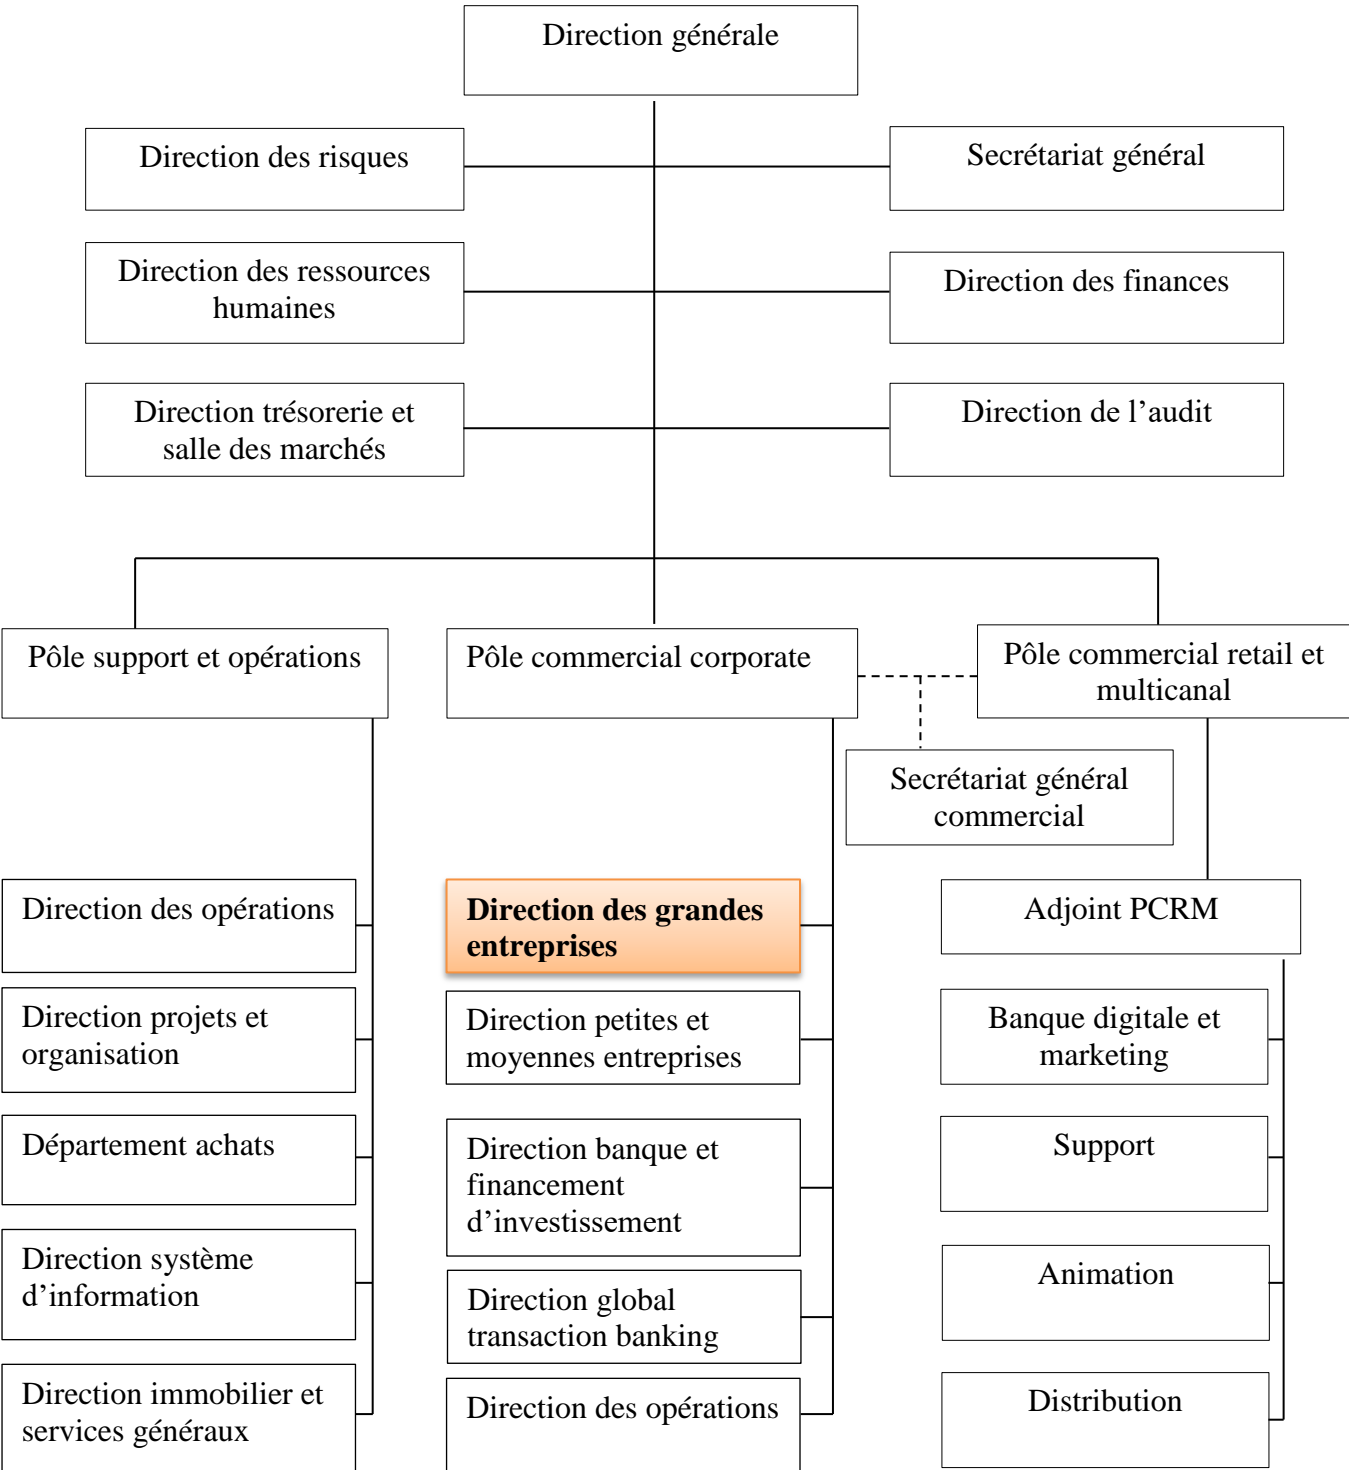 Direction générale
Direction des risques
Secrétariat général
Direction des ressources
humaines
Direction des finances
Direction trésorerie et
salle des marchés
Direction de l’audit
Pôle support et opérations
Pôle commercial corporate
Pôle commercial retail et
multicanal
Secrétariat général
commercial
Direction des opérations
Direction projets et
organisation
Département achats
Direction système
d’information
Direction immobilier et
services généraux
Direction des grandes
entreprises
Direction petites et
moyennes entreprises
Direction banque et
financement
d’investissement
Direction global
transaction banking
Direction des opérations
Adjoint PCRM
Banque digitale et
marketing
Support
Animation
Distribution